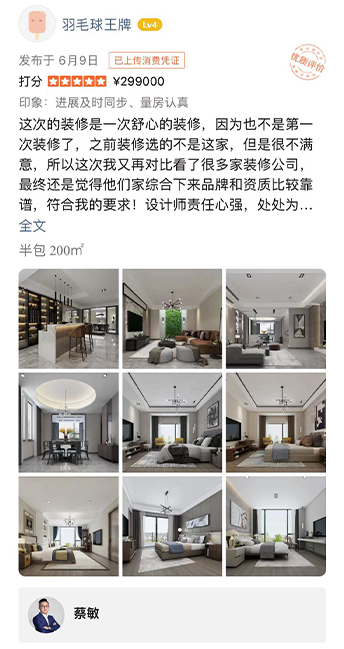 羽毛球王牌 Lv4
发布于 6月9日 已上传消费凭证
优质评价
打分 ¥299000
印象：进展及时同步、量房认真
这次的装修是一次舒心的装修，因为也不是第一
次装修了，之前装修选的不是这家，但是很不满
意，所以这次我又再对比看了很多家装修公司，
最终还是觉得他们家综合下来品牌和资质比较靠
谱，符合我的要求！设计师责任心强，处处为...
全文
半包 200㎡
蔡敏